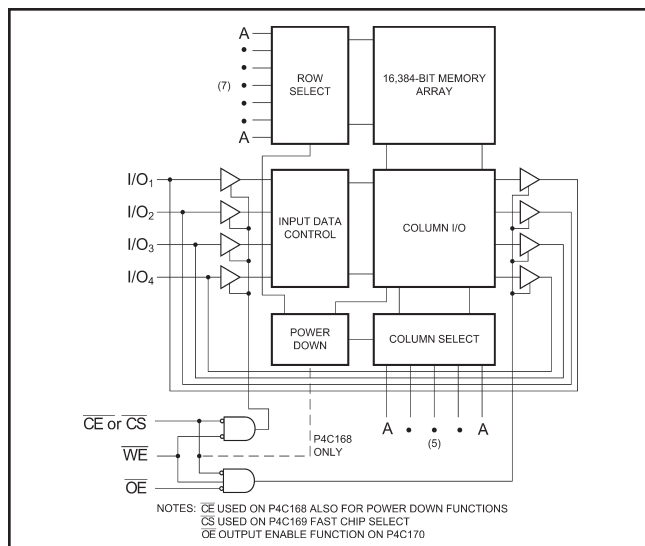 A
ROW
SELECT
16,384-BIT MEMORY
ARRAY
(7)
A
I/O1
I/O2
I/O3
I/O4
INPUT DATA
CONTROL
COLUMN I/O
POWER
DOWN
COLUMN SELECT
A
(5)
A
CE or CS
P4C168
ONLY
WE
OE
NOTES: CE USED ON P4C168 ALSO FOR POWER DOWN FUNCTIONS
CS USED ON P4C169 FAST CHIP SELECT
OE OUTPUT ENABLE FUNCTION ON P4C170